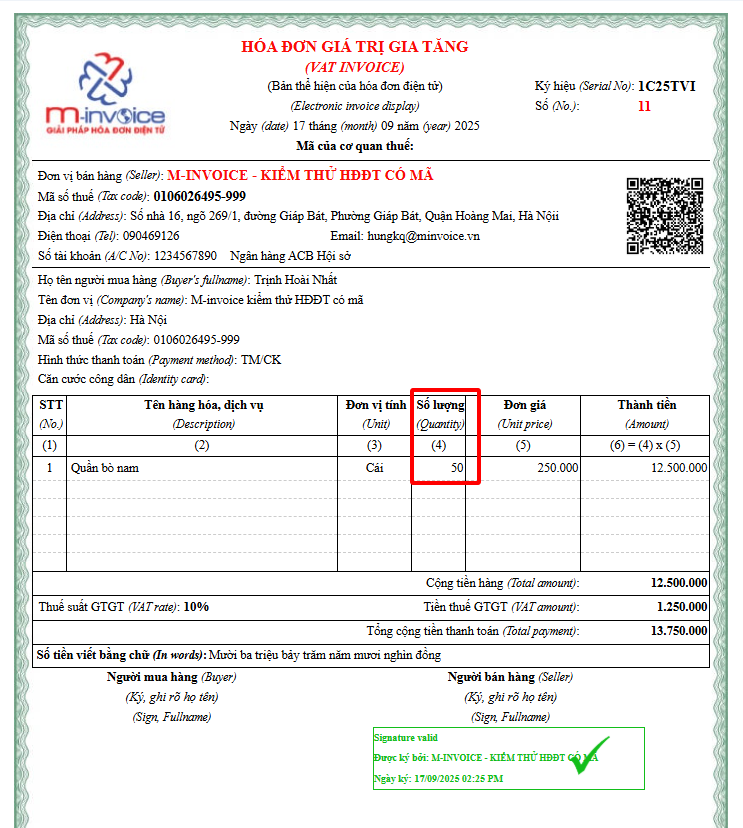 HÓA ĐƠN GIÁ TRỊ GIA TĂNG
(VAT INVOICE)
(Bản thể hiện của hóa đơn điện tử)
(Electronic invoice display)
Ngày (date) 17 tháng (month) 09 năm (year) 2025
Mã của cơ quan thuế:
Ký hiệu (Serial No): 1C25TVI
Số (No.): 11
M-invoice
GIẢI PHÁP HÓA ĐƠN ĐIỆN TỬ
Đơn vị bán hàng (Seller): M-INVOICE - KIỂM THỬ HĐĐT CÓ MÃ
Mã số thuế (Tax code): 0106026495-999
Địa chỉ (Address): Số nhà 16, ngõ 269/1, đường Giáp Bát, Phường Giáp Bát, Quận Hoàng Mai, Hà Nộii
Điện thoại (Tel): 090469126 Email: hungkq@minvoice.vn
Số tài khoản (A/C No): 1234567890 Ngân hàng ACB Hội sở
Họ tên người mua hàng (Buyer's fullname): Trịnh Hoài Nhất
Tên đơn vị (Company's name): M-invoice kiểm thử HĐĐT có mã
Địa chỉ (Address): Hà Nội
Mã số thuế (Tax code): 0106026495-999
Hình thức thanh toán (Payment method): TM/CK
Căn cước công dân (Identity card):
STT Tên hàng hóa, dịch vụ Đơn vị tính Số lượng Đơn giá Thành tiền
(No.) (Description) (Unit) (Quantity) (Unit price) (Amount)
(1) (2) (3) (4) (5) (6) = (4) x (5)
1 Quần bò nam Cái 50 250.000 12.500.000
Cộng tiền hàng (Total amount): 12.500.000
Thuế suất GTGT (VAT rate): 10% Tiền thuế GTGT (VAT amount): 1.250.000
Tổng cộng tiền thanh toán (Total payment): 13.750.000
Số tiền viết bằng chữ (In words): Mười ba triệu bảy trăm năm mươi nghìn đồng
Người mua hàng (Buyer) Người bán hàng (Seller)
(Ký, ghi rõ họ tên) (Ký, ghi rõ họ tên)
(Sign, Fullname) (Sign, Fullname)
Signature valid
Được ký bởi: M-INVOICE - KIỂM THỬ HĐĐT CÓ MÃ
Ngày ký: 17/09/2025 02:25 PM